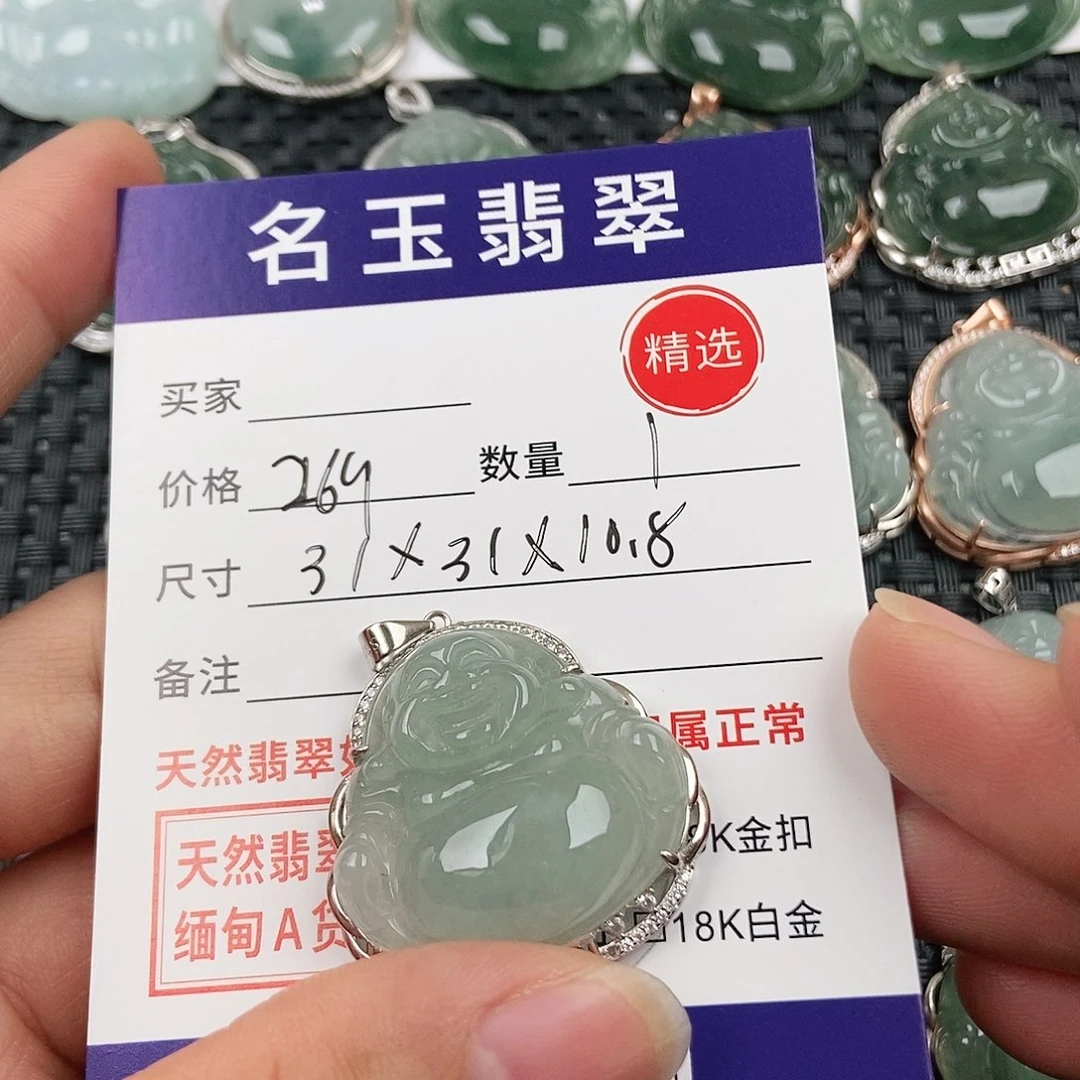 名玉翡翠
精选
买家
价格 269 数量 1
尺寸 31×31×10.8
备注
天然翡翠 属正常
天然翡翠 K金扣
缅甸A货 18K白金